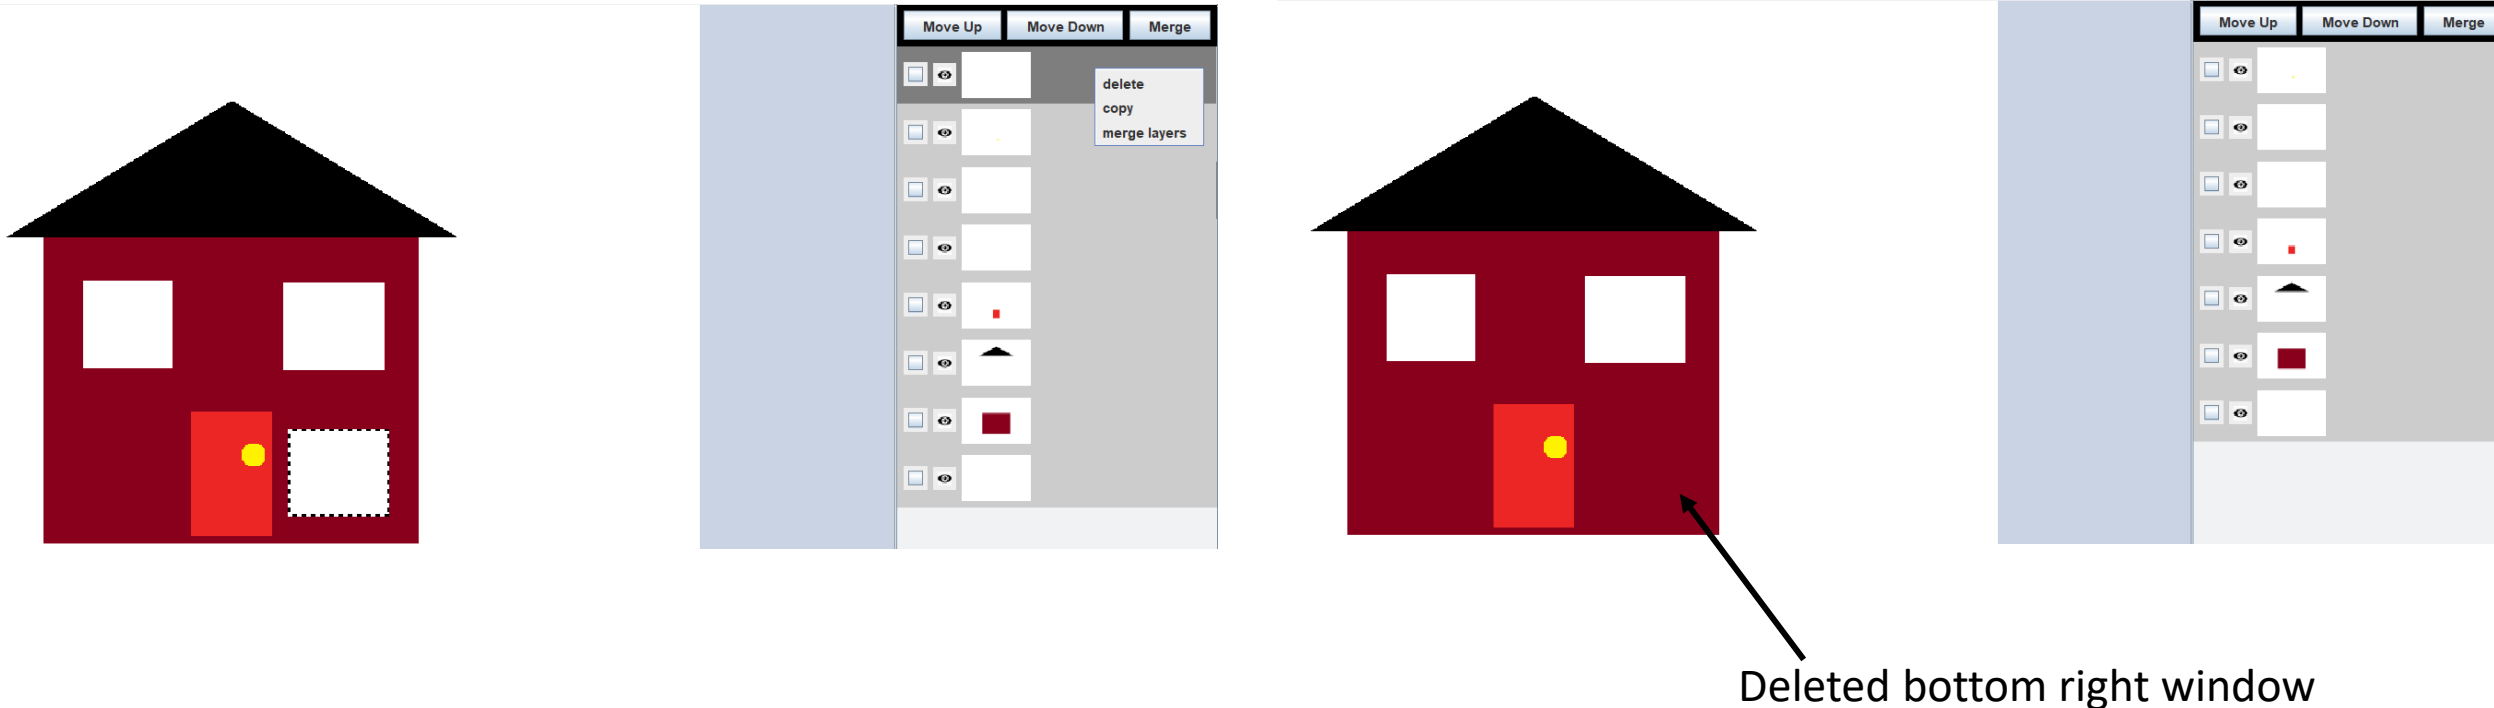 Move Up Move Down Merge
delete
copy
merge layers
Move Up Move Down Merge
Deleted bottom right window